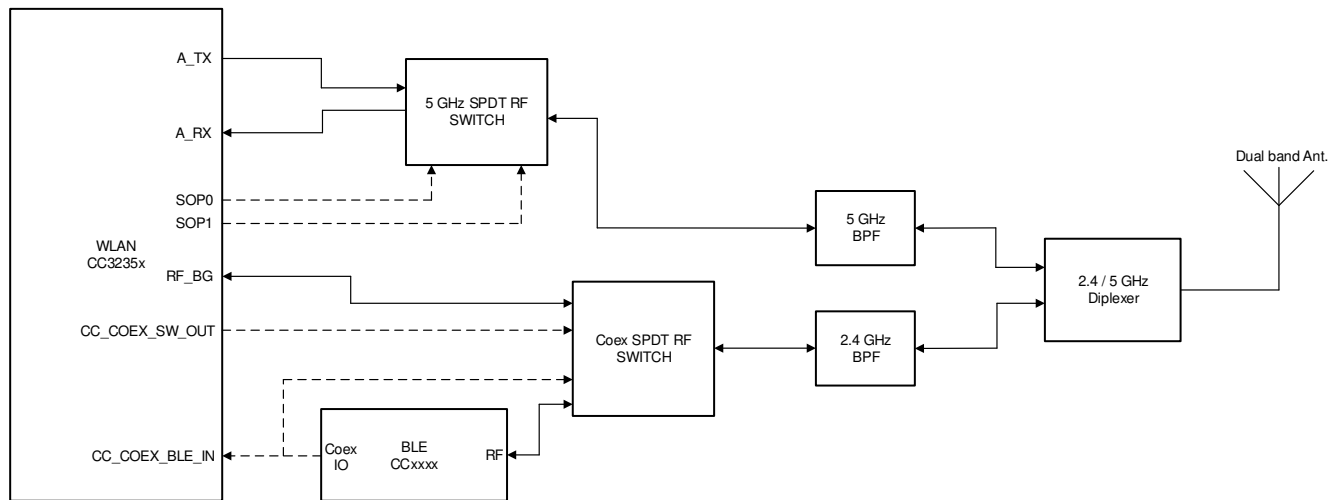 A_TX
A_RX
SOP0
SOP1
WLAN
CC3235x
RF_BG
CC_COEX_SW_OUT
CC_COEX_BLE_IN
5 GHz SPDT RF
SWITCH
Coex
IO
BLE
CCxxxx
RF
Coex SPDT RF
SWITCH
5 GHz
BPF
2.4 GHz
BPF
2.4 / 5 GHz
Diplexer
Dual band Ant.